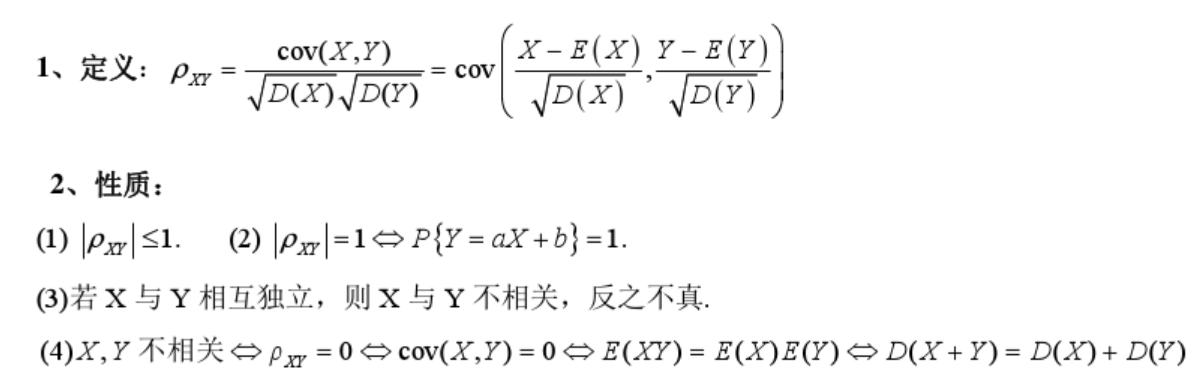 1、定义：ρ_XY = cov(X,Y) / (√D(X) √D(Y)) = cov( (X − E(X)) / √D(X) , (Y − E(Y)) / √D(Y) )
2、性质：
(1) |ρ_XY| ≤1. (2) |ρ_XY| = 1 ⇔ P{Y = aX + b} = 1.
(3)若 X 与 Y 相互独立，则 X 与 Y 不相关，反之不真.
(4)X,Y 不相关 ⇔ ρ_XY = 0 ⇔ cov(X,Y) = 0 ⇔ E(XY) = E(X)E(Y) ⇔ D(X + Y) = D(X) + D(Y)